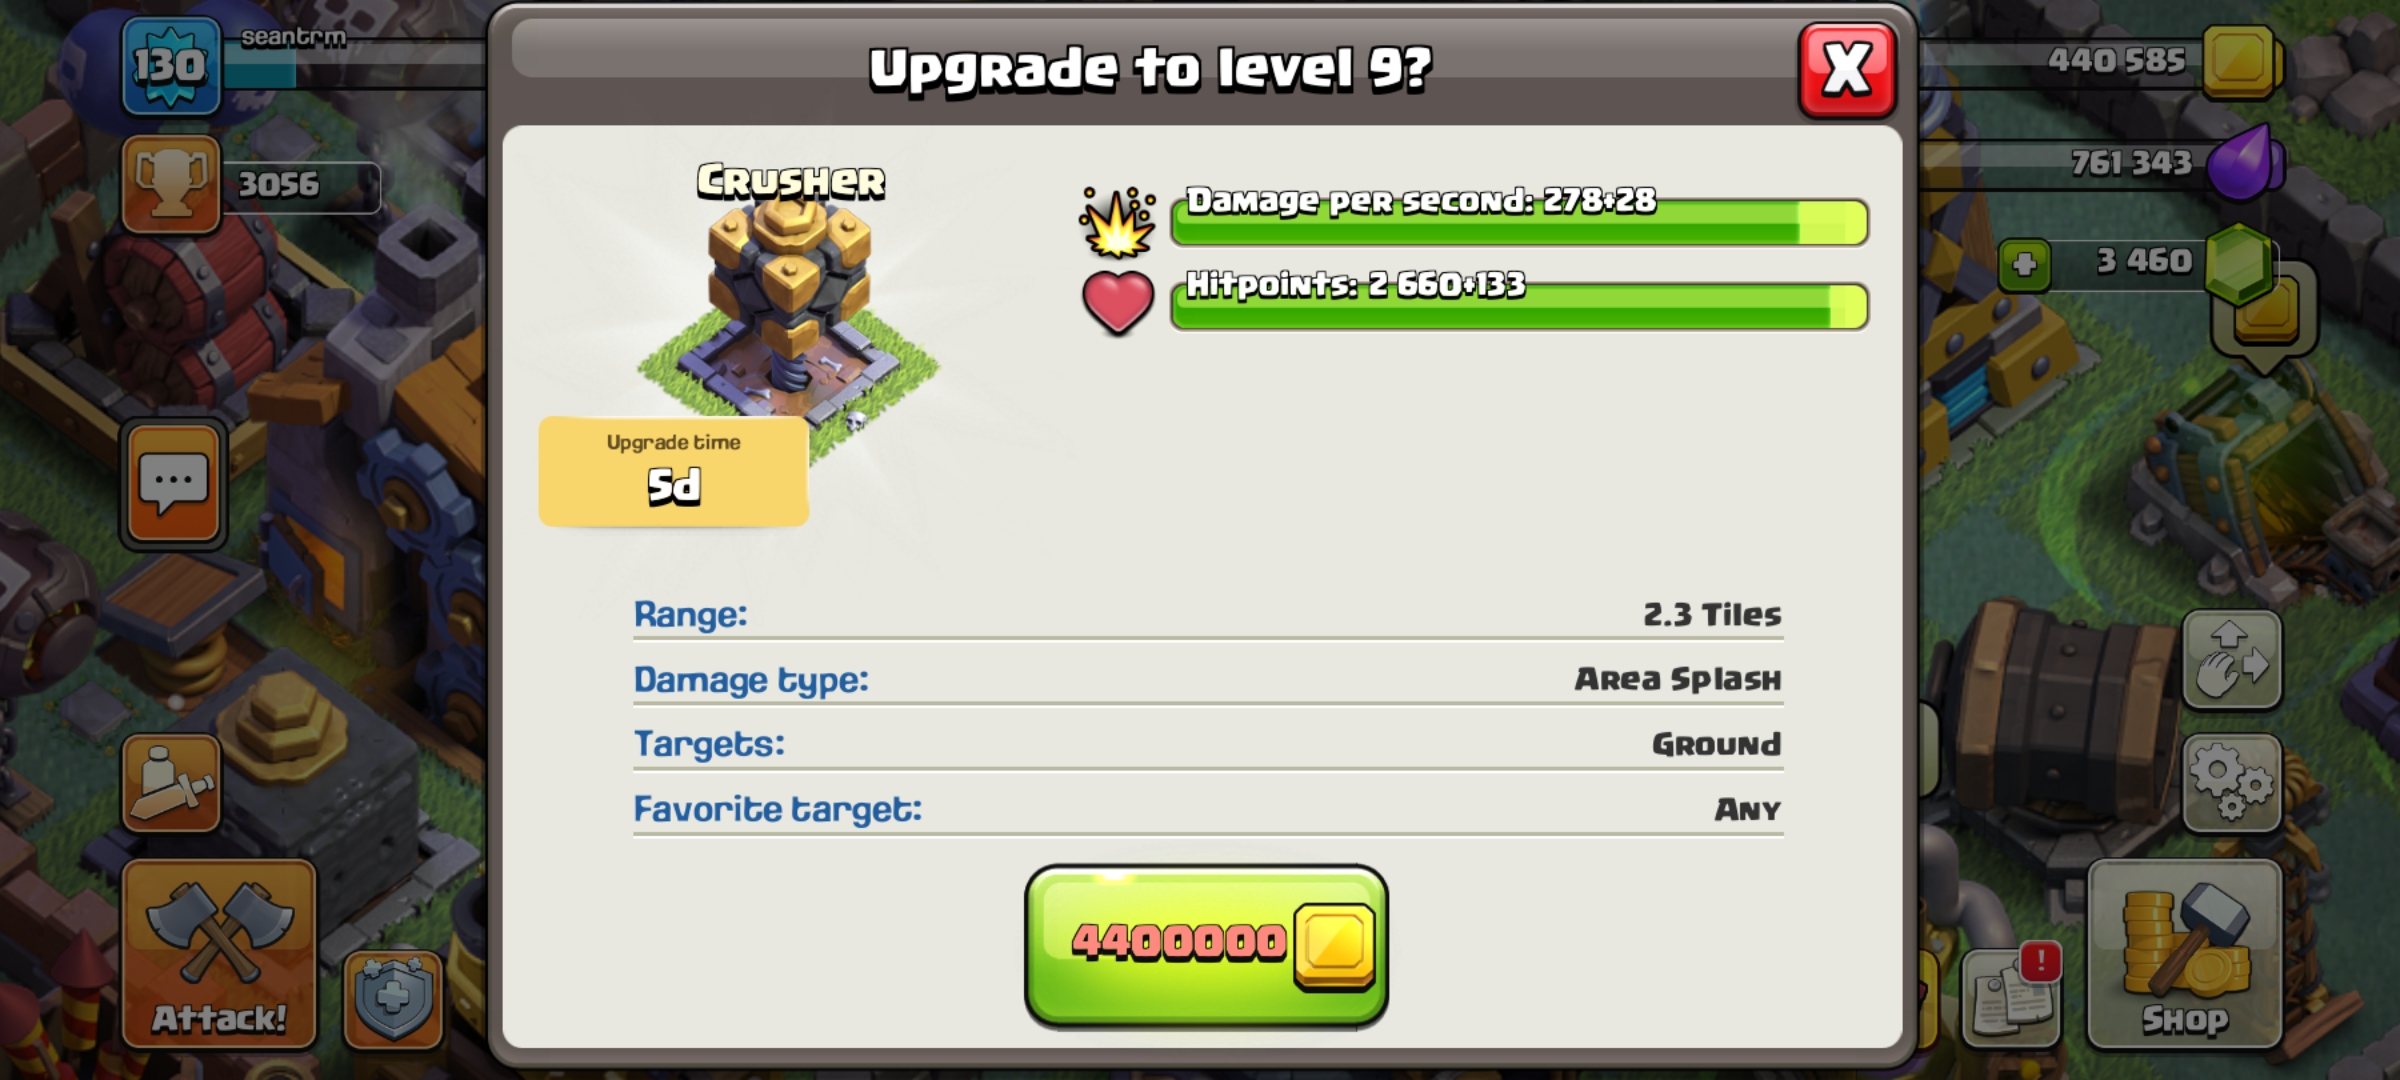 Upgrade to level 9?
X
130
seantrm
3056
440 585
761 343
3 460
Crusher
Damage per second: 278+28
Hitpoints: 2 660+133
Upgrade time
5d
Range: 2.3 Tiles
Damage type: Area Splash
Targets: Ground
Favorite target: Any
4400000
Attack!
!
Shop